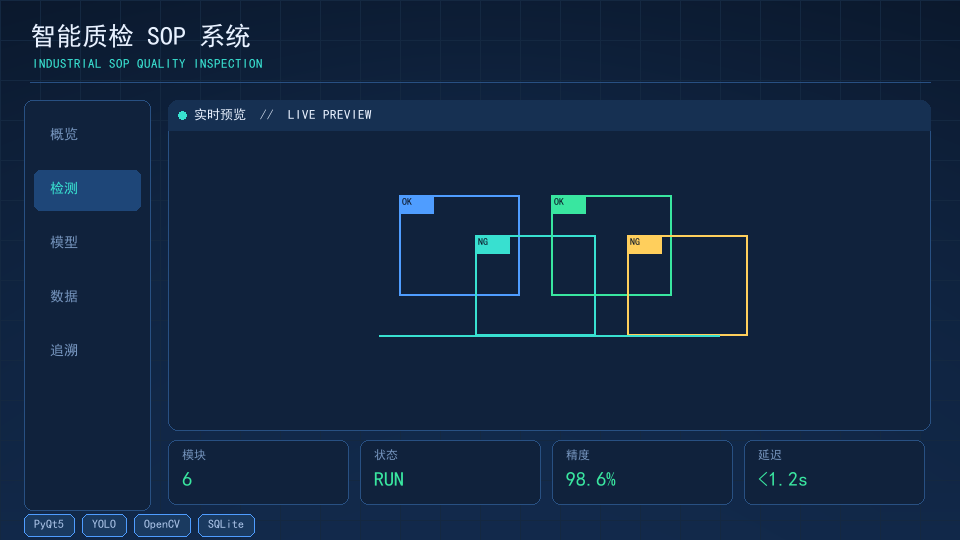 智能质检 SOP 系统
INDUSTRIAL SOP QUALITY INSPECTION
概览
检测
模型
数据
追溯
实时预览 // LIVE PREVIEW
OK
OK
NG
NG
模块
6
状态
RUN
精度
98.6%
延迟
<1.2s
PyQt5
YOLO
OpenCV
SQLite